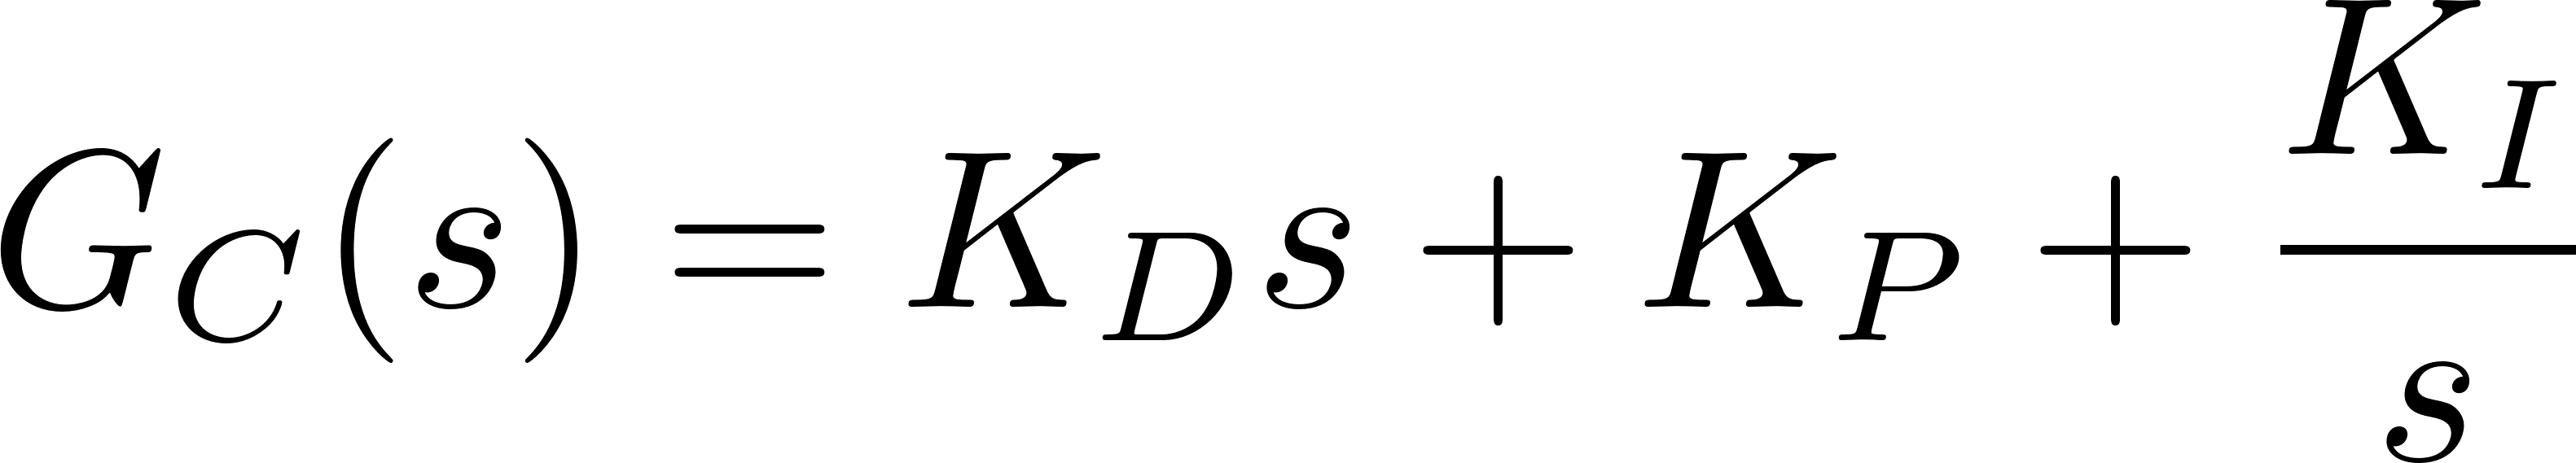 G_C(s) = K_D s + K_P + \frac{K_I}{s}